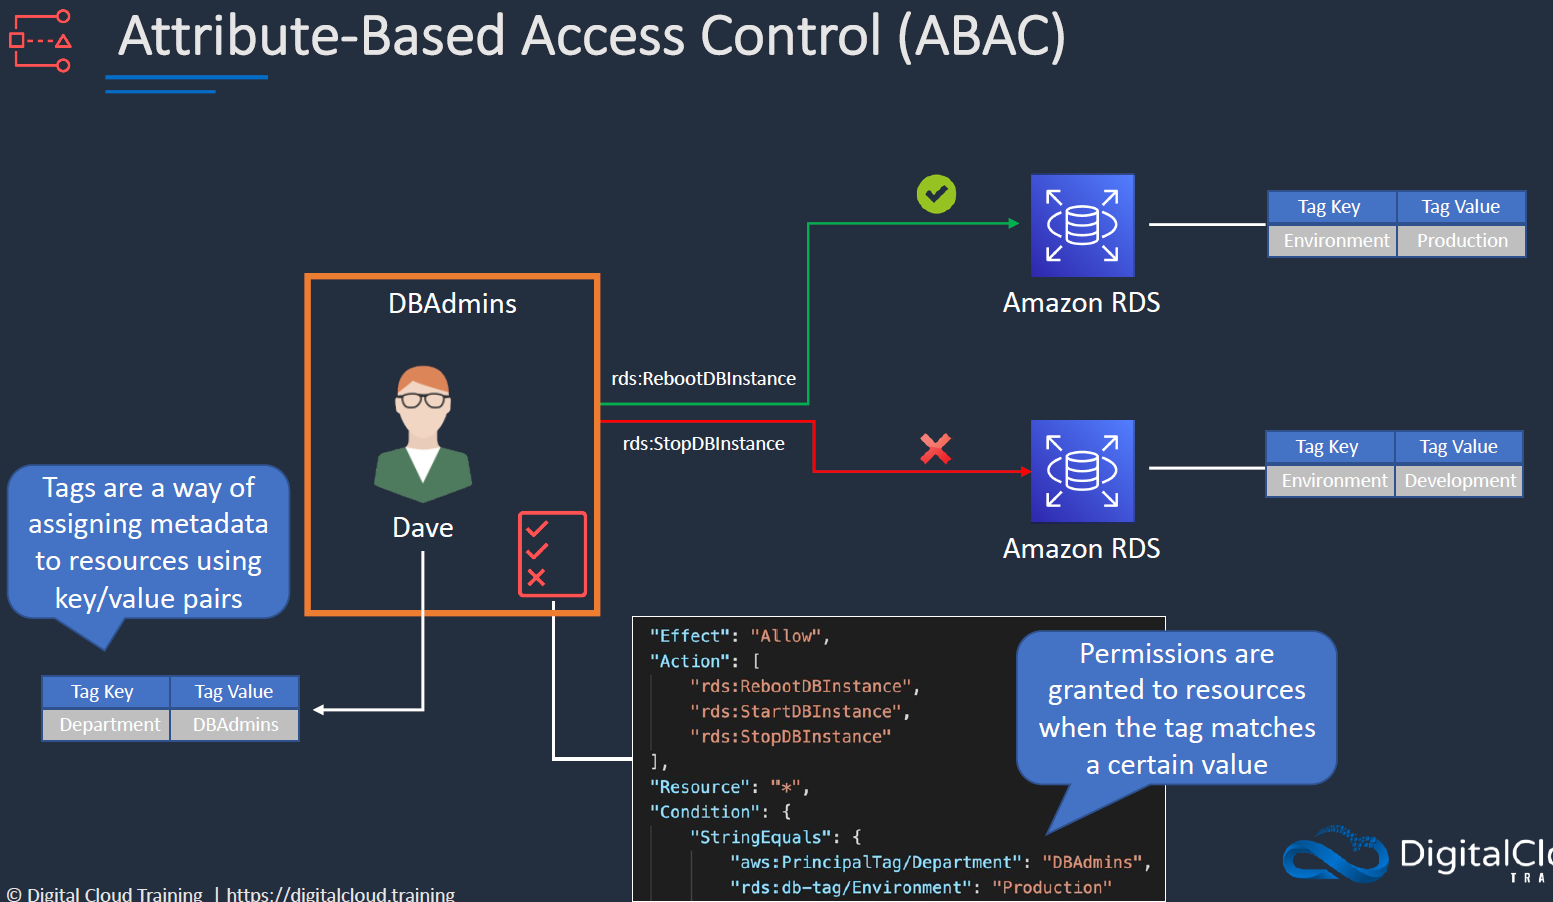 Attribute-Based Access Control (ABAC)
Tag Key Tag Value
Environment Production
Amazon RDS
DBAdmins
rds:RebootDBInstance
rds:StopDBInstance
Tag Key Tag Value
Environment Development
Amazon RDS
Dave
Tags are a way of
assigning metadata
to resources using
key/value pairs
Tag Key Tag Value
Department DBAdmins
"Effect": "Allow",
"Action": [
"rds:RebootDBInstance",
"rds:StartDBInstance",
"rds:StopDBInstance"
],
"Resource": "*",
"Condition": {
"StringEquals": {
"aws:PrincipalTag/Department": "DBAdmins",
"rds:db-tag/Environment": "Production"
Permissions are
granted to resources
when the tag matches
a certain value
DigitalClo
TRA
© Digital Cloud Training | https://digitalcloud.training